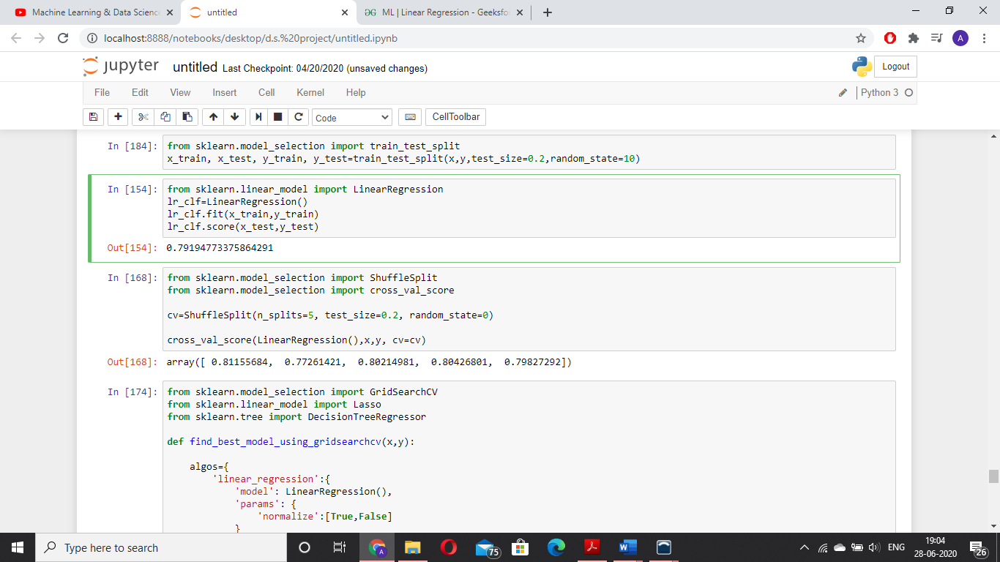 Machine Learning & Data Science
untitled
ML | Linear Regression - Geeksfo
localhost:8888/notebooks/desktop/d.s.%20project/untitled.ipynb
A
jupyter untitled Last Checkpoint: 04/20/2020 (unsaved changes)
Logout
File Edit View Insert Cell Kernel Help
Python 3
Code
CellToolbar
In [184]: from sklearn.model_selection import train_test_split
x_train, x_test, y_train, y_test=train_test_split(x,y,test_size=0.2,random_state=10)
In [154]: from sklearn.linear_model import LinearRegression
lr_clf=LinearRegression()
lr_clf.fit(x_train,y_train)
lr_clf.score(x_test,y_test)
Out[154]: 0.79194773375864291
In [168]: from sklearn.model_selection import ShuffleSplit
from sklearn.model_selection import cross_val_score
cv=ShuffleSplit(n_splits=5, test_size=0.2, random_state=0)
cross_val_score(LinearRegression(),x,y, cv=cv)
Out[168]: array([ 0.81155684, 0.77261421, 0.80214981, 0.80426801, 0.79827292])
In [174]: from sklearn.model_selection import GridSearchCV
from sklearn.linear_model import Lasso
from sklearn.tree import DecisionTreeRegressor
def find_best_model_using_gridsearchcv(x,y):
algos={
'linear_regression':{
'model': LinearRegression(),
'params': {
'normalize':[True,False]
}
Type here to search
A
75
ENG
19:04
28-06-2020
26